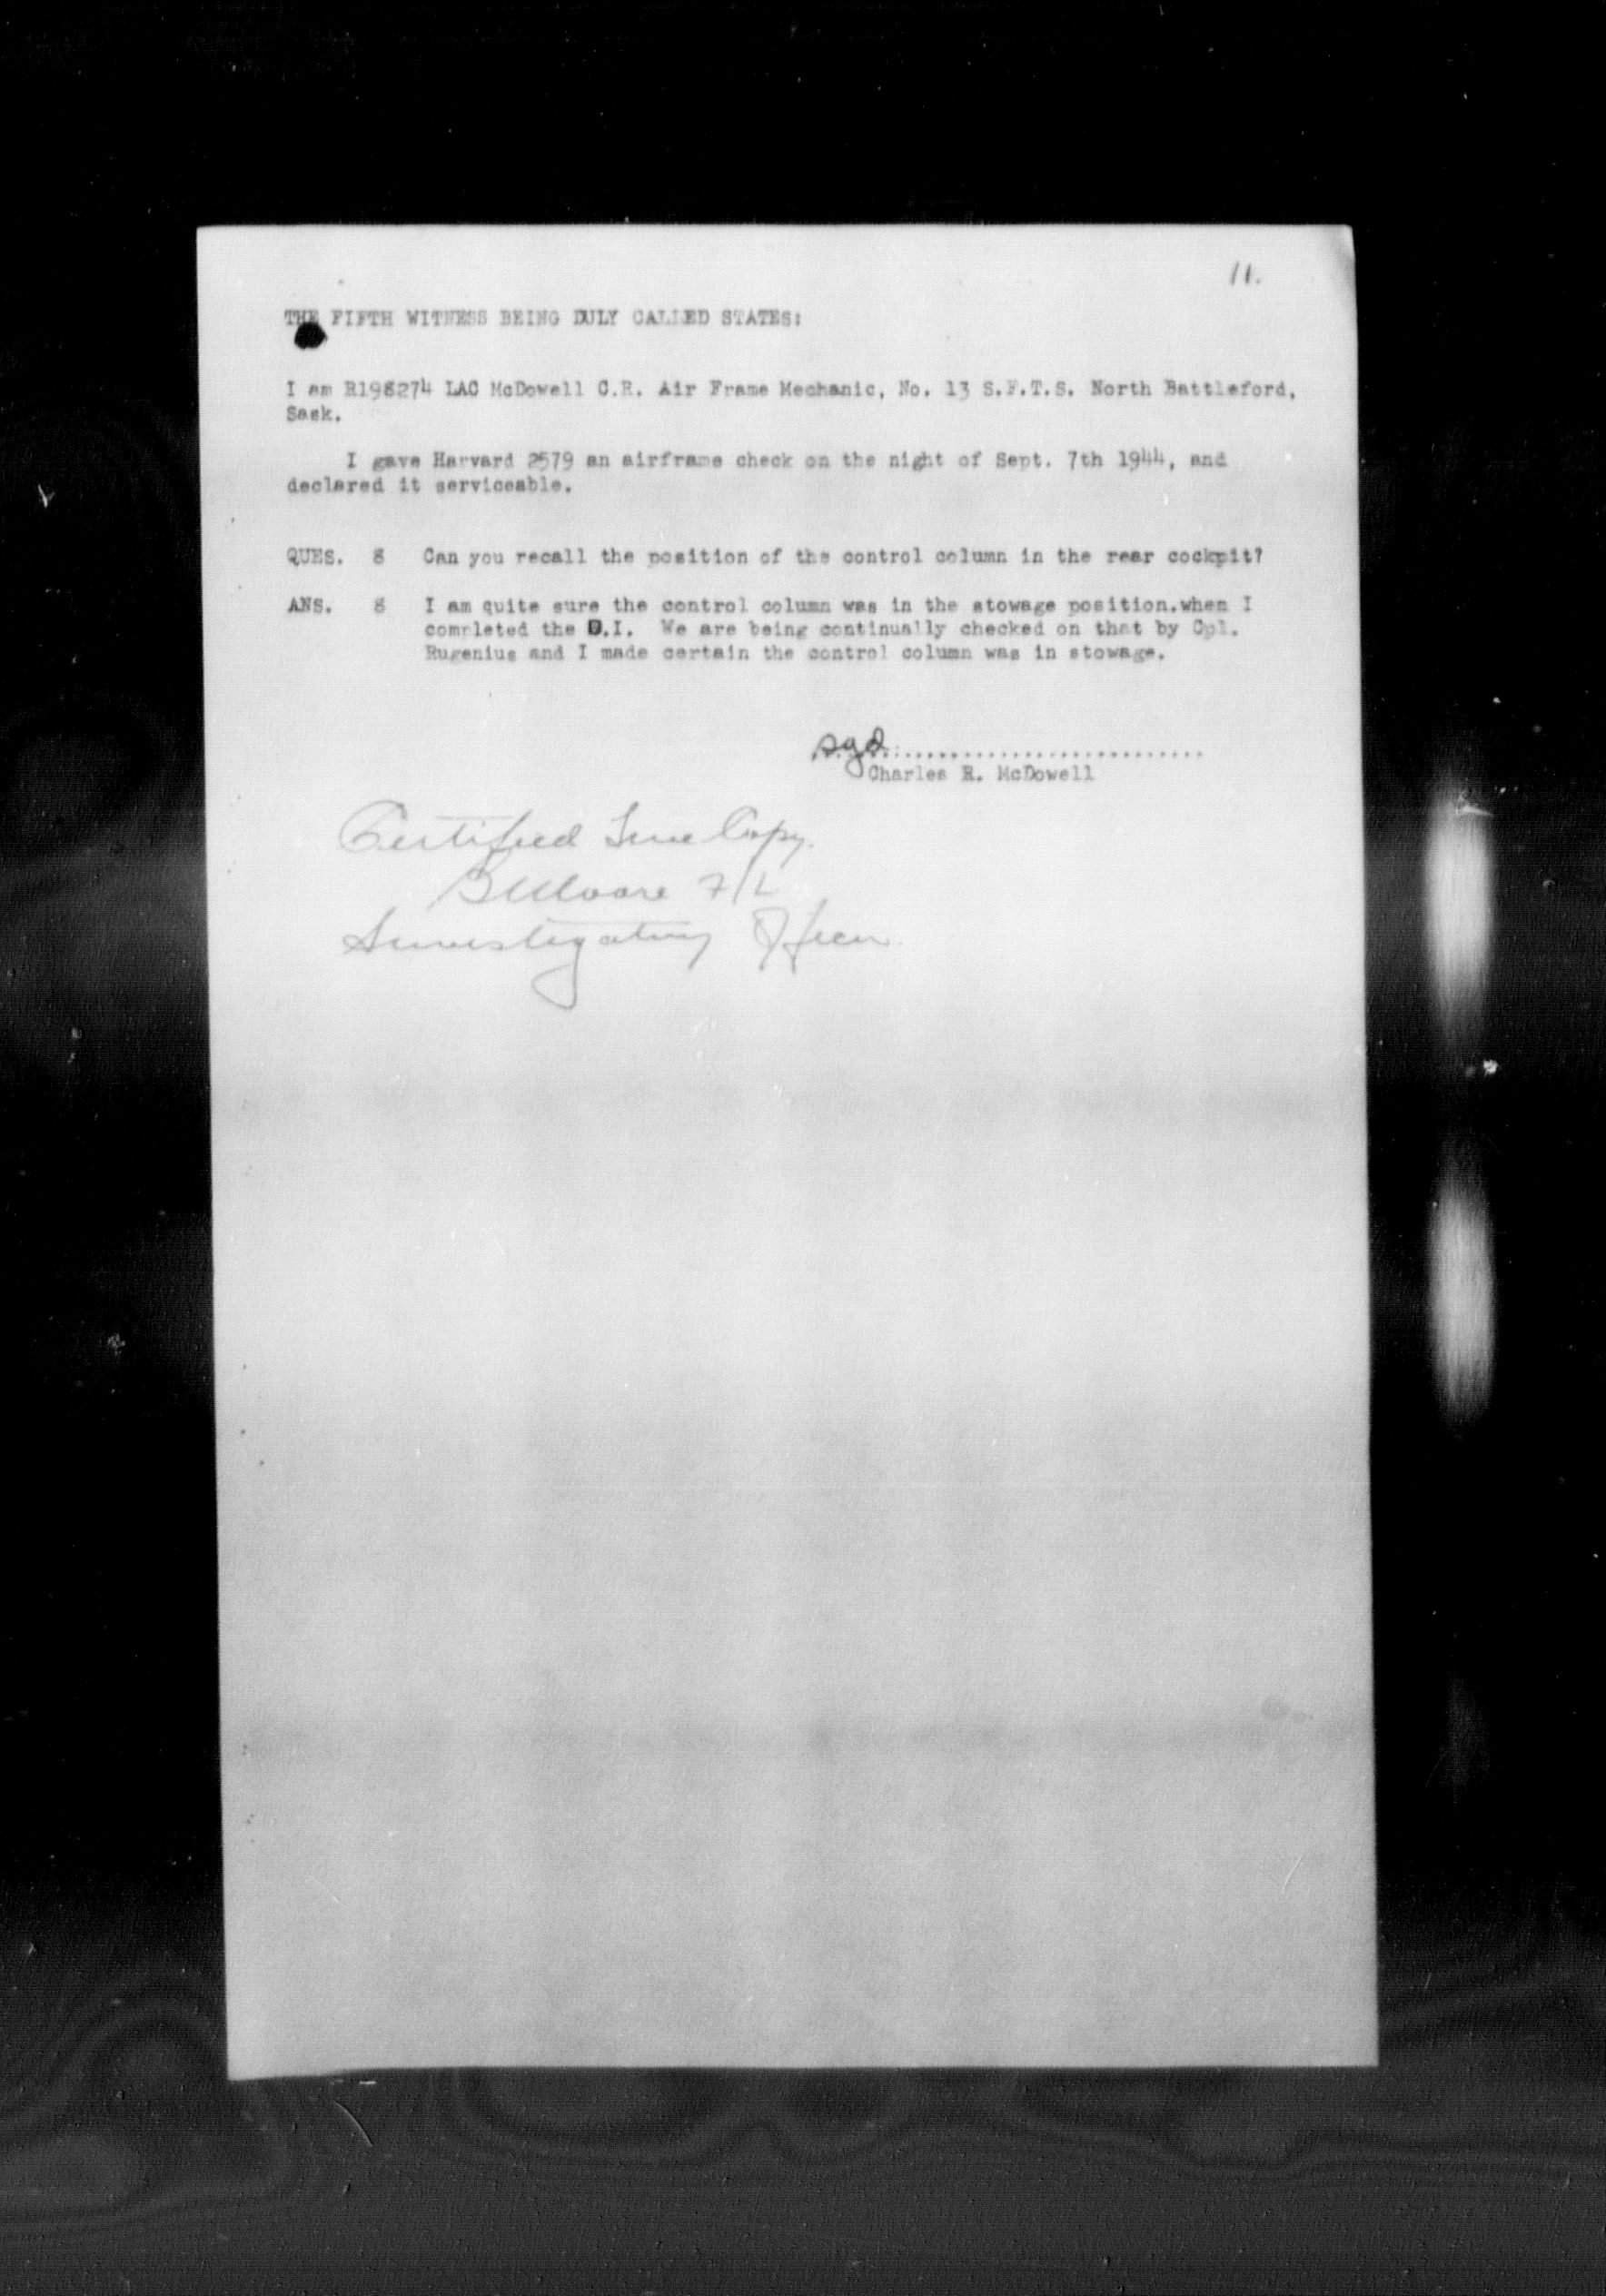 11.
THE FIFTH WITNESS BEING DULY CALLED STATES:
I am R198274 LAC McDowell C.R. Air Frame Mechanic, No. 13 S.F.T.S. North Battleford,
Sask.
I gave Harvard 2579 an airframe check on the night of Sept. 7th 1944, and
declared it serviceable.
QUES. 8 Can you recall the position of the control column in the rear cockpit?
ANS. 8 I am quite sure the control column was in the stowage position.when I
completed the D.I. We are being continually checked on that by Cpl.
Rugenius and I made certain the control column was in stowage.
sgd.............................
Charles R. McDowell
Certified True Copy.
Moore F/L
Investigating Officer